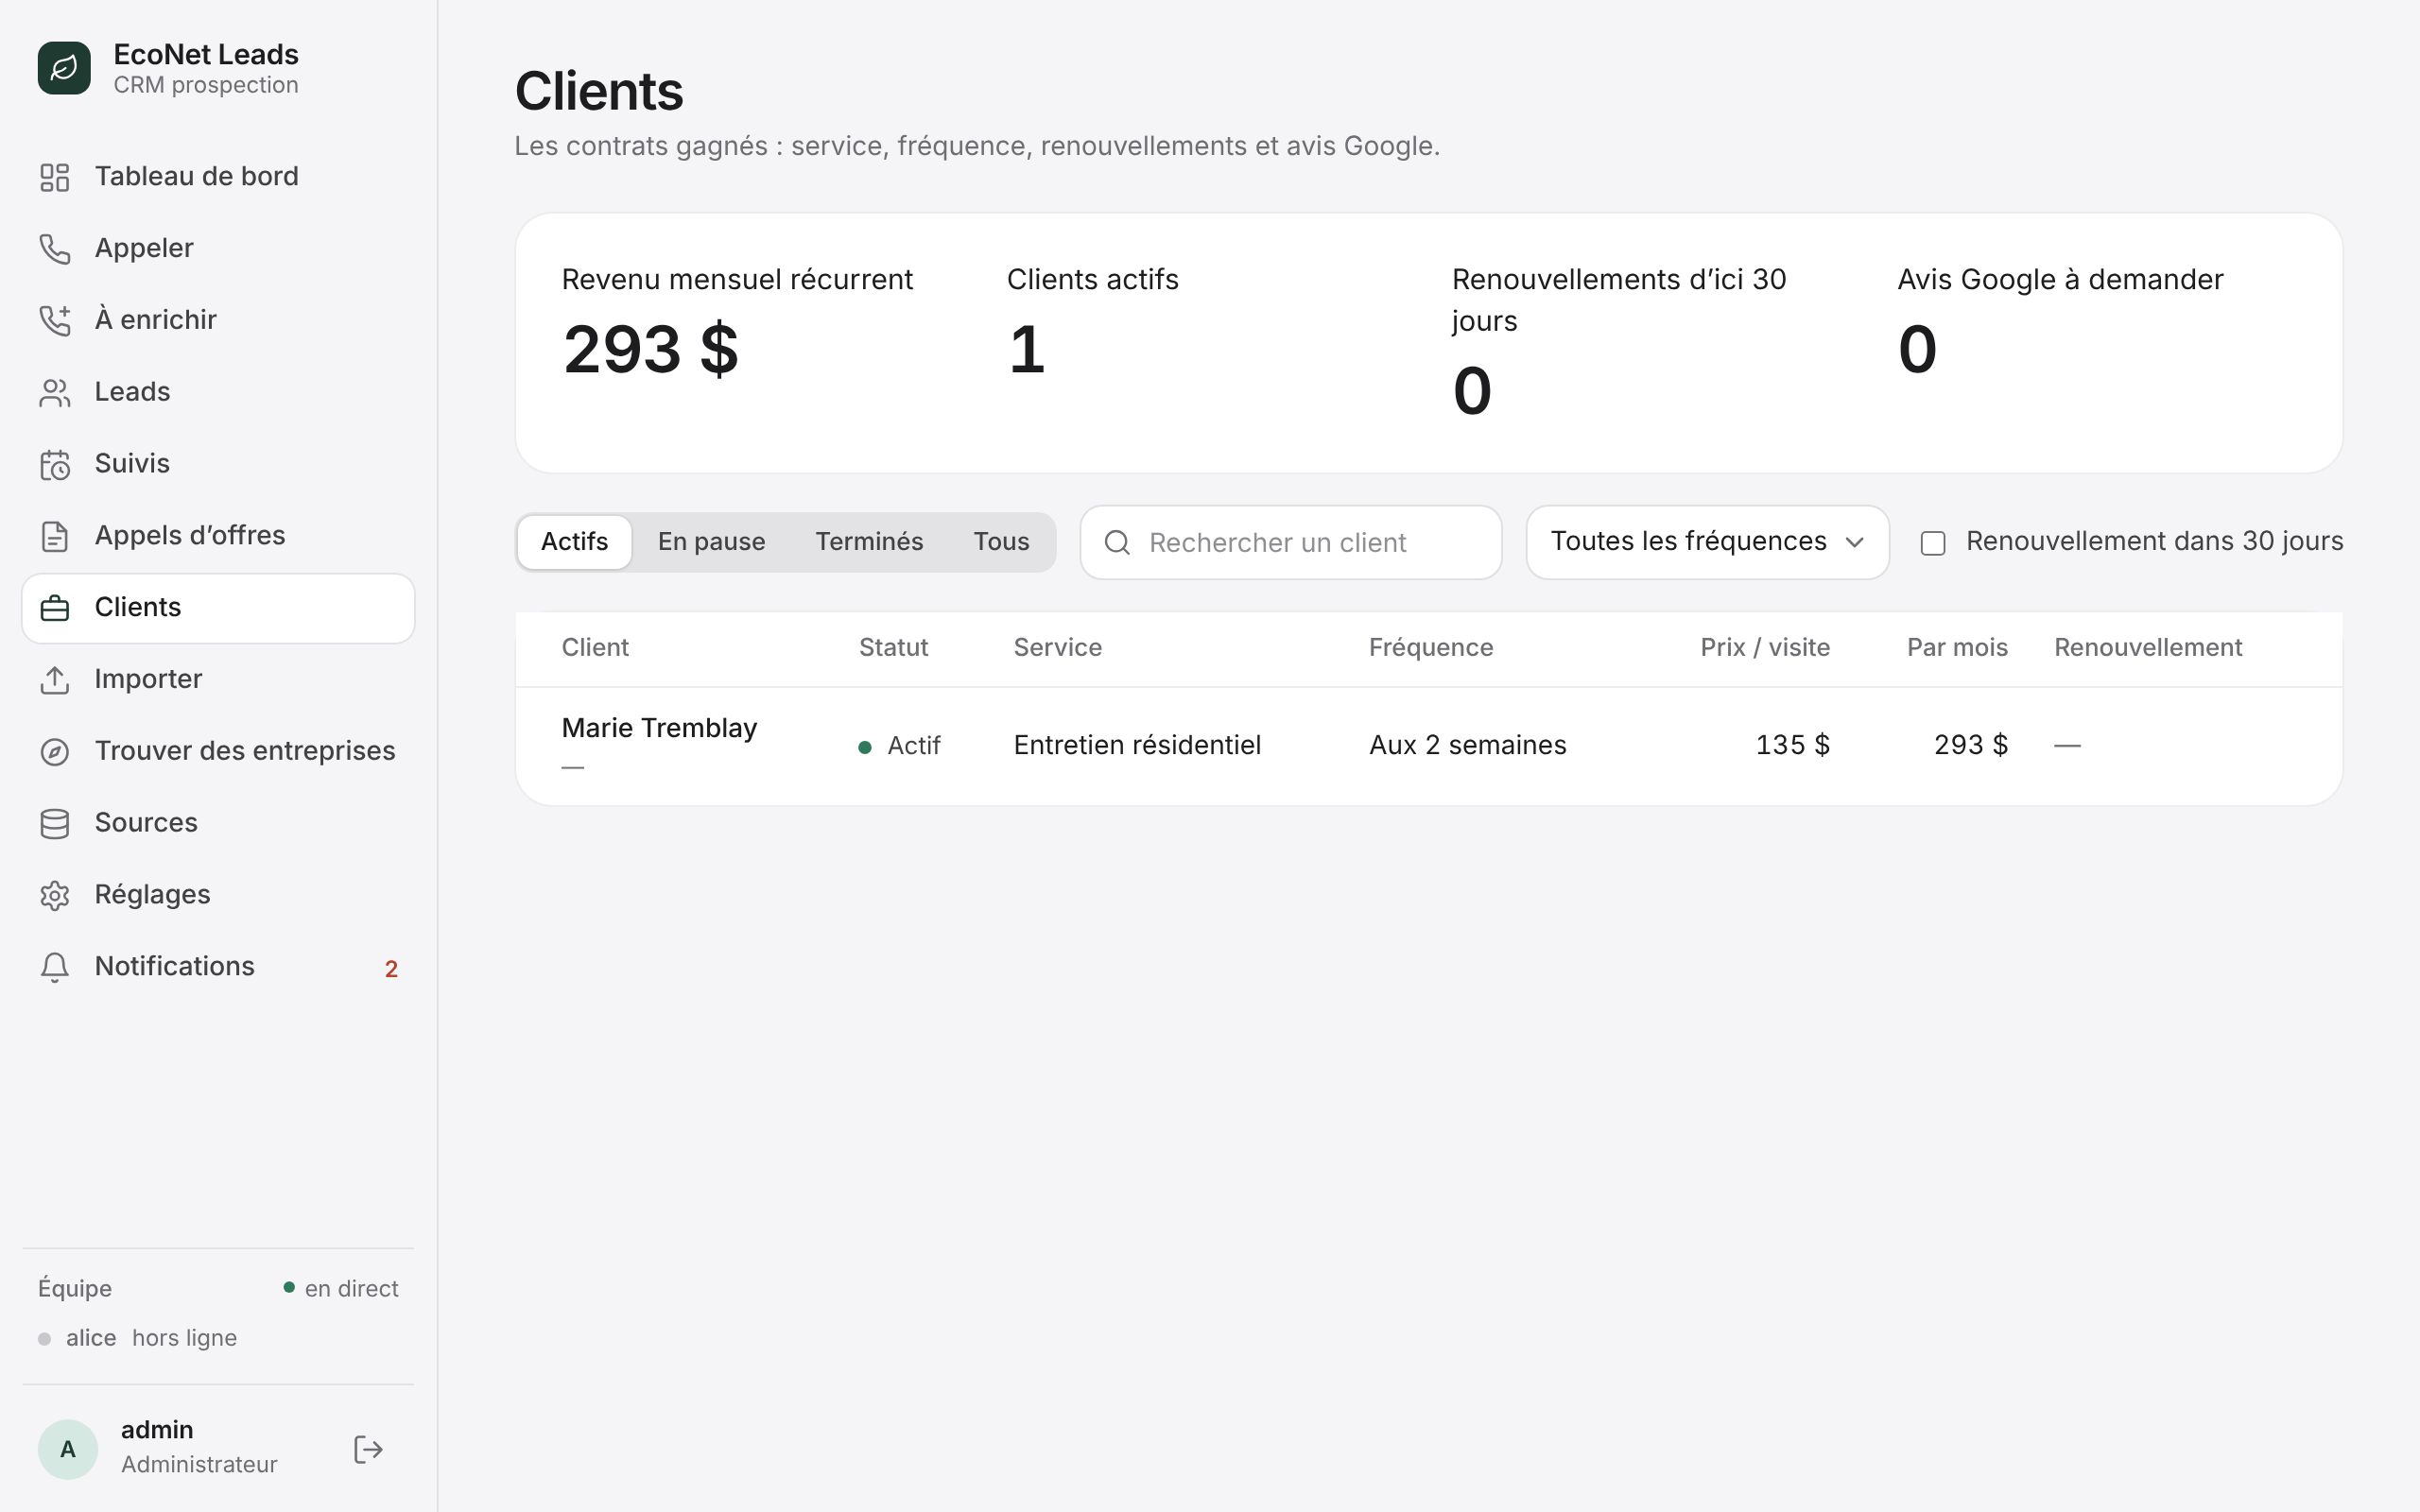 EcoNet Leads
CRM prospection
Tableau de bord
Appeler
À enrichir
Leads
Suivis
Appels d’offres
Clients
Importer
Trouver des entreprises
Sources
Réglages
Notifications 2
Équipe en direct
alice hors ligne
A
admin
Administrateur
Clients
Les contrats gagnés : service, fréquence, renouvellements et avis Google.
Revenu mensuel récurrent
293 $
Clients actifs
1
Renouvellements d’ici 30
jours
0
Avis Google à demander
0
Actifs En pause Terminés Tous Rechercher un client Toutes les fréquences Renouvellement dans 30 jours
Client Statut Service Fréquence Prix / visite Par mois Renouvellement
Marie Tremblay Actif Entretien résidentiel Aux 2 semaines 135 $ 293 $ —
—